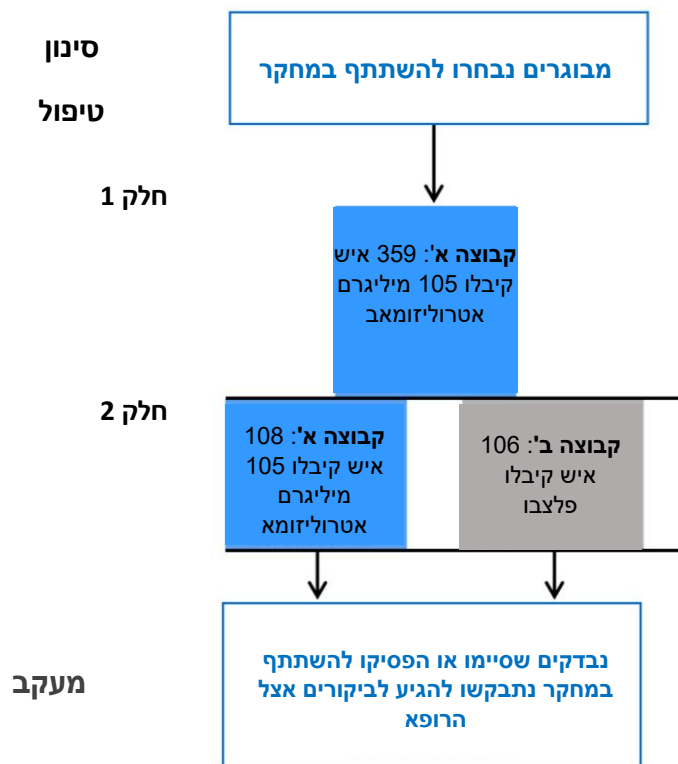 סינון
מבוגרים נבחרו להשתתף במחקר
טיפול
חלק 1
קבוצה א': 359 איש
קיבלו 105 מיליגרם
אטרוליזומאב
חלק 2
קבוצה א': 108
איש קיבלו 105
מיליגרם
אטרוליזומא
קבוצה ב': 106
איש קיבלו
פלצבו
מעקב
נבדקים שסיימו או הפסיקו להשתתף
במחקר נתבקשו להגיע לביקורים אצל
הרופא